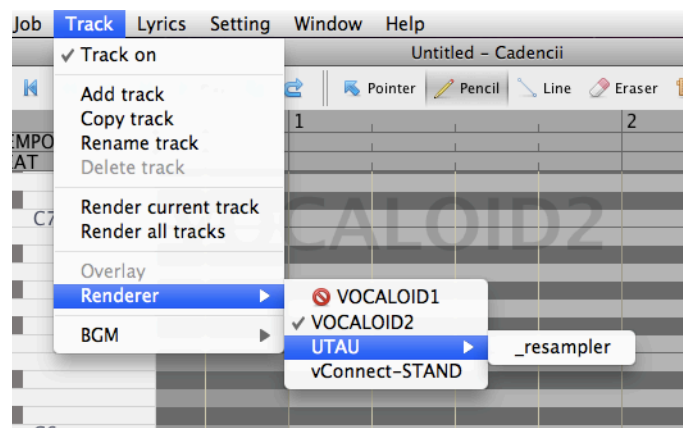 Job Track Lyrics Setting Window Help
Untitled – Cadencii
✓ Track on
Pointer Pencil Line Eraser
Add track
Copy track
Rename track
Delete track
1 2
EMPO
AT
Render current track
Render all tracks
C7
VOCALOID2
Overlay
Renderer
BGM
VOCALOID1
✓ VOCALOID2
UTAU
vConnect-STAND
_resampler